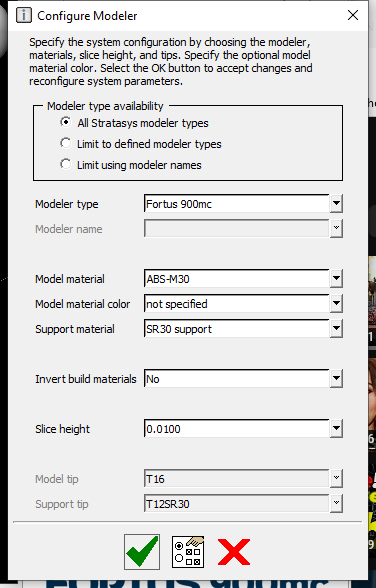 Configure Modeler
Specify the system configuration by choosing the modeler,
materials, slice height, and tips. Specify the optional model
material color. Select the OK button to accept changes and
reconfigure system parameters.
Modeler type availability
All Stratasys modeler types
Limit to defined modeler types
Limit using modeler names
Modeler type Fortus 900mc
Modeler name
Model material ABS-M30
Model material color not specified
Support material SR30 support
Invert build materials No
Slice height 0.0100
Model tip T16
Support tip T12SR30